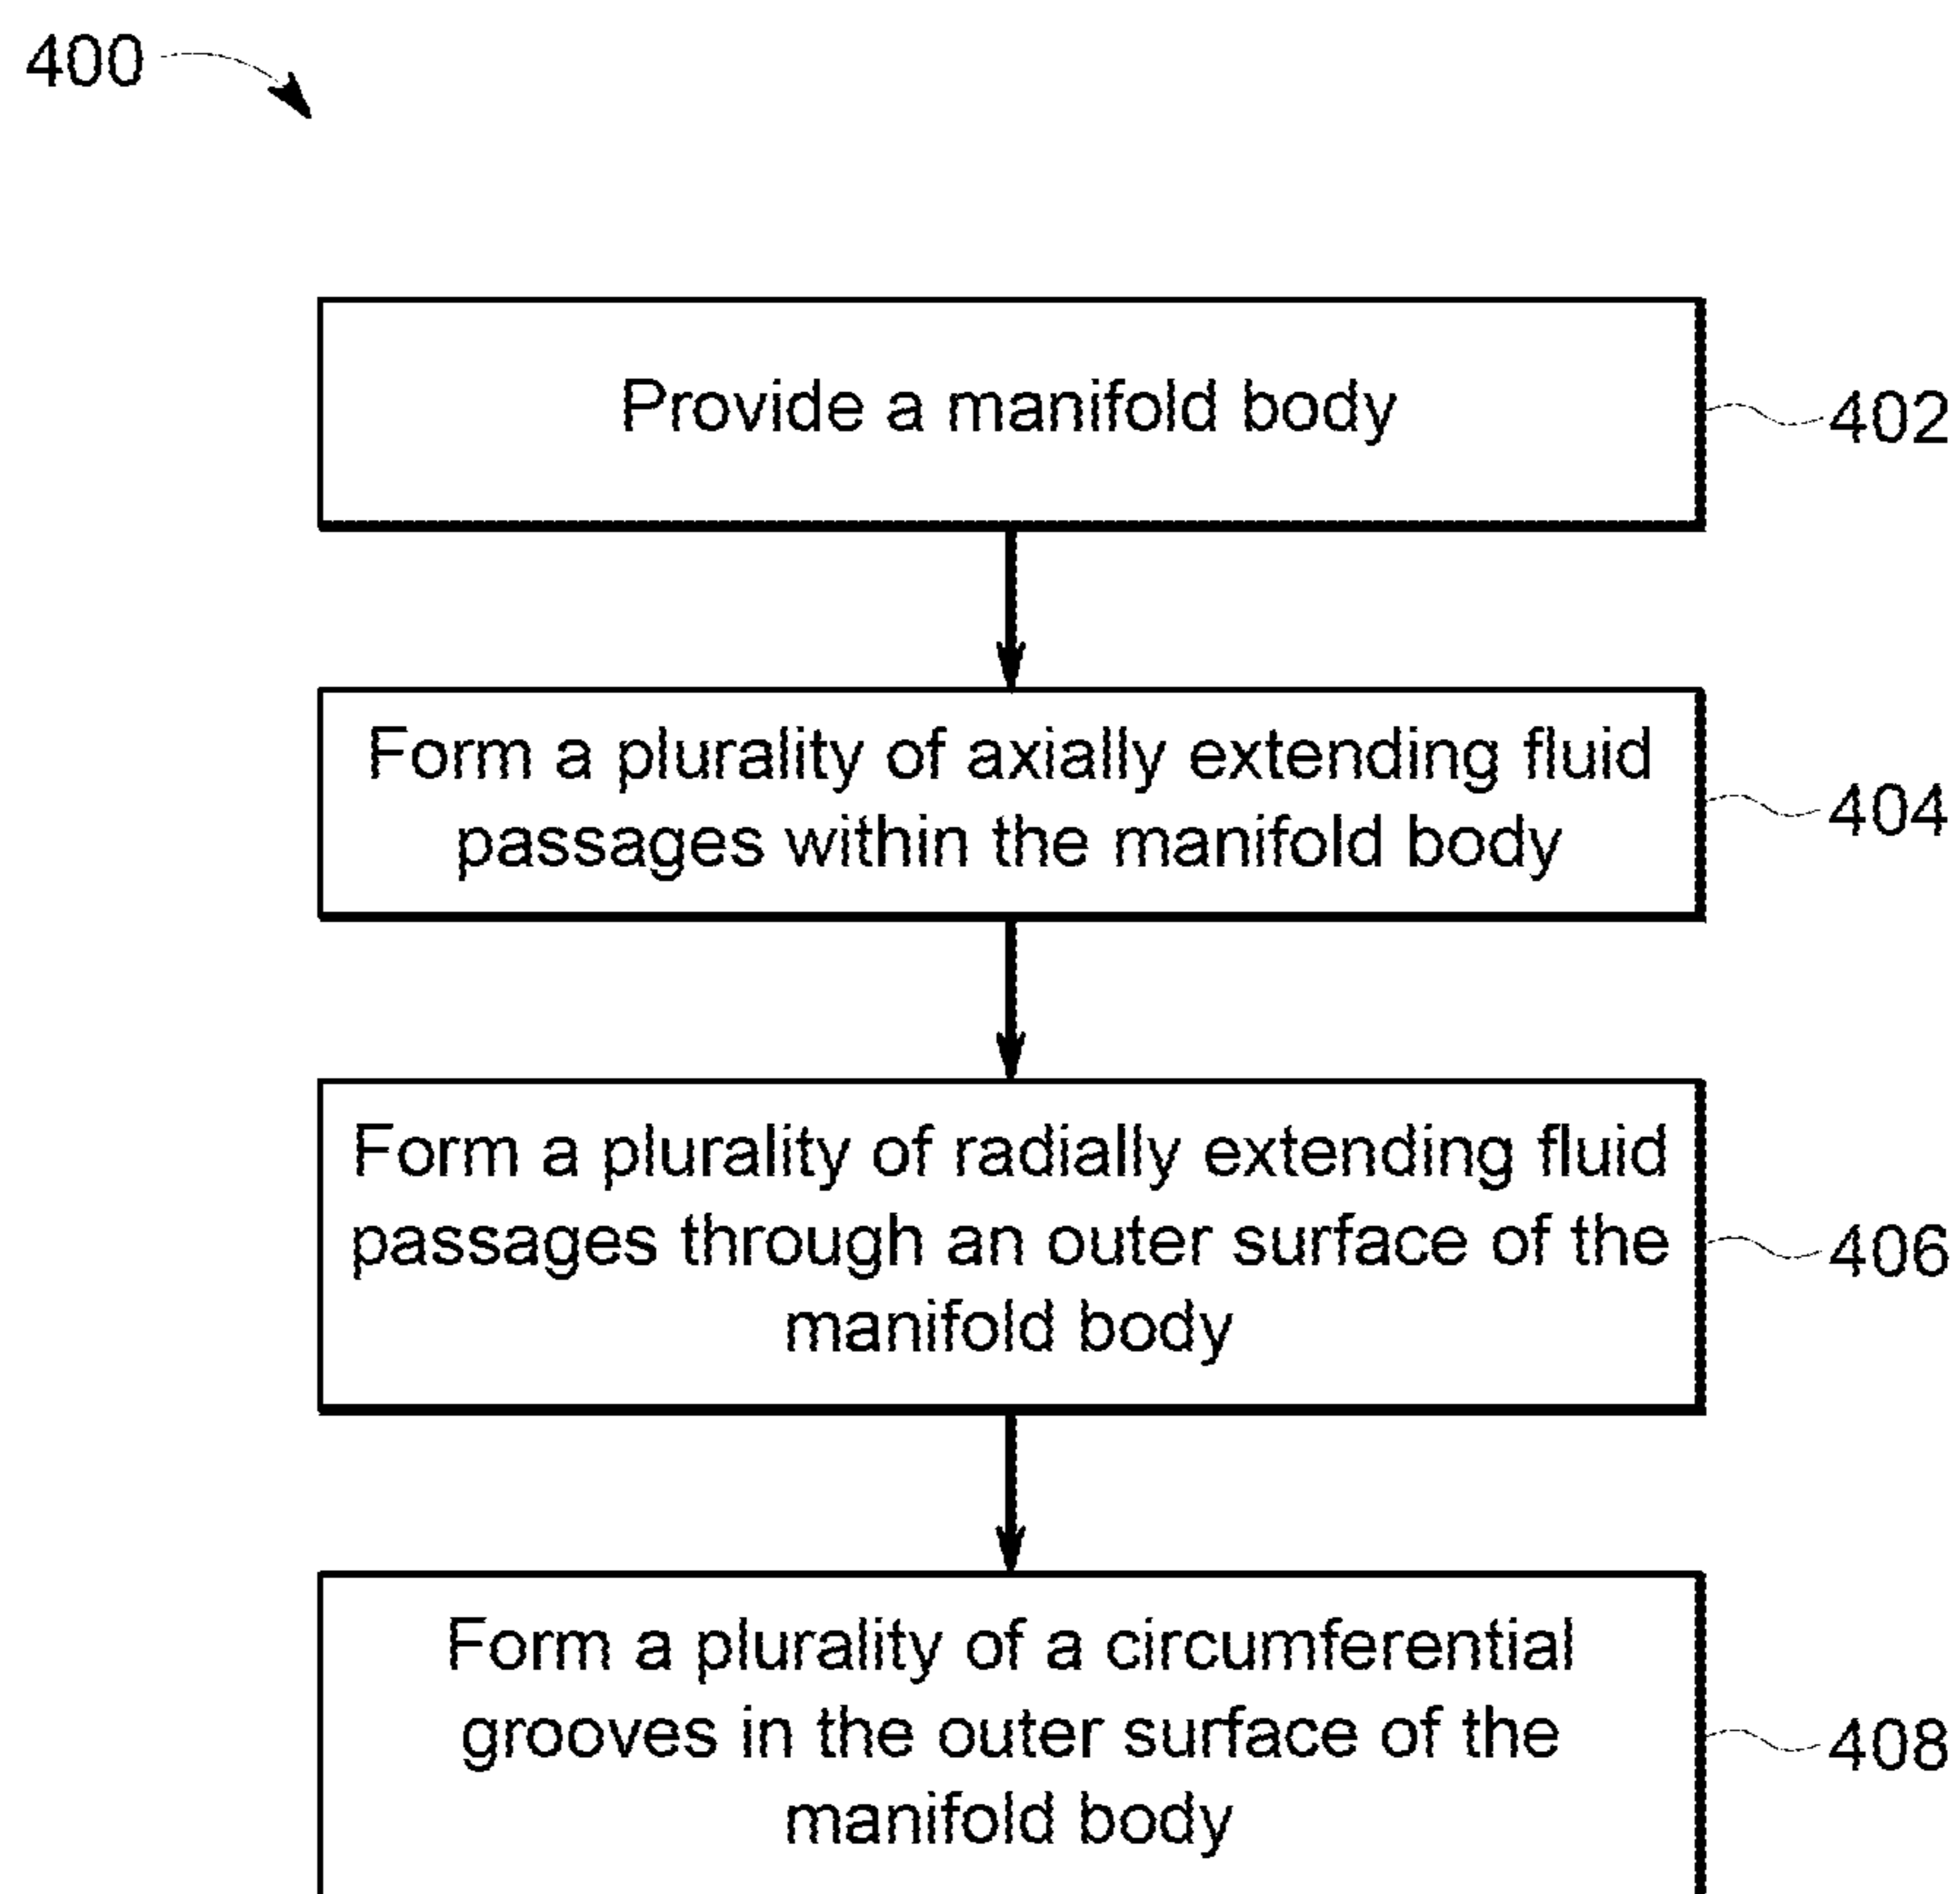 400
Provide a manifold body
402
Form a plurality of axially extending fluid
passages within the manifold body
404
Form a plurality of radially extending fluid
passages through an outer surface of the
manifold body
406
Form a plurality of a circumferential
grooves in the outer surface of the
manifold body
408